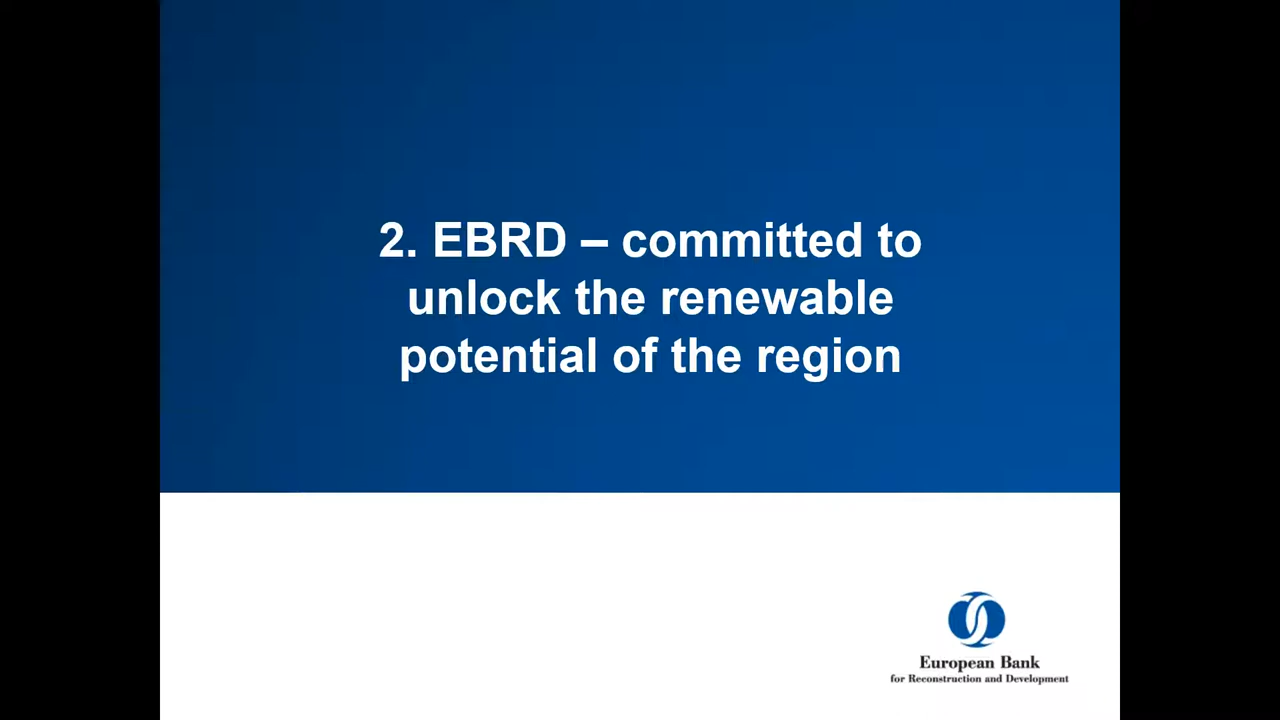 2. EBRD – committed to
unlock the renewable
potential of the region
European Bank
for Reconstruction and Development